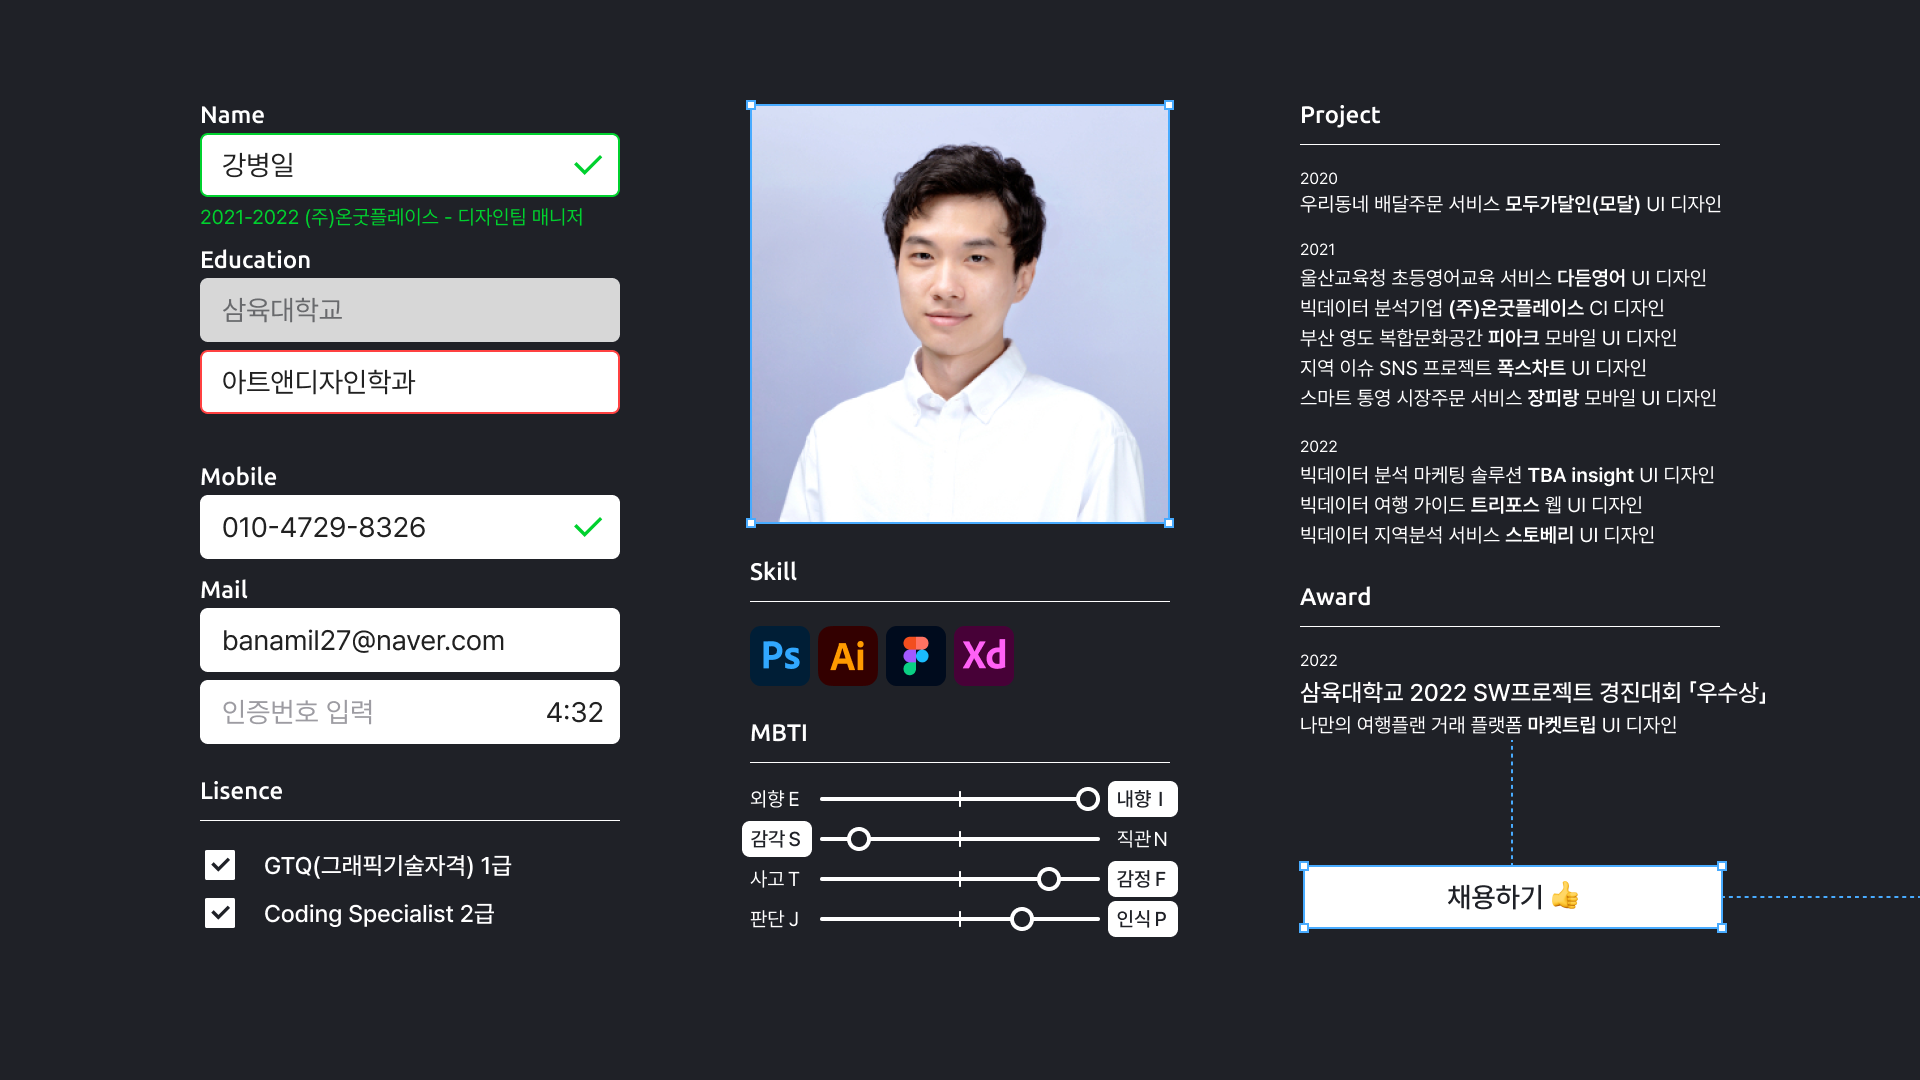 Name
강병일
2021-2022 (주)온굿플레이스 - 디자인팀 매니저
Education
삼육대학교
아트앤디자인학과
Mobile
010-4729-8326
Mail
banamil27@naver.com
인증번호 입력 4:32
Lisence
GTQ(그래픽기술자격) 1급
Coding Specialist 2급
Skill
Ps Ai Xd
MBTI
외향 E 내향 I
감각 S 직관 N
사고 T 감정 F
판단 J 인식 P
Project
2020
우리동네 배달주문 서비스 모두가달인(모달) UI 디자인
2021
울산교육청 초등영어교육 서비스 다듣영어 UI 디자인
빅데이터 분석기업 (주)온굿플레이스 CI 디자인
부산 영도 복합문화공간 피아크 모바일 UI 디자인
지역 이슈 SNS 프로젝트 폭스차트 UI 디자인
스마트 통영 시장주문 서비스 장피랑 모바일 UI 디자인
2022
빅데이터 분석 마케팅 솔루션 TBA insight UI 디자인
빅데이터 여행 가이드 트리포스 웹 UI 디자인
빅데이터 지역분석 서비스 스토베리 UI 디자인
Award
2022
삼육대학교 2022 SW프로젝트 경진대회 「우수상」
나만의 여행플랜 거래 플랫폼 마켓트립 UI 디자인
채용하기 👍